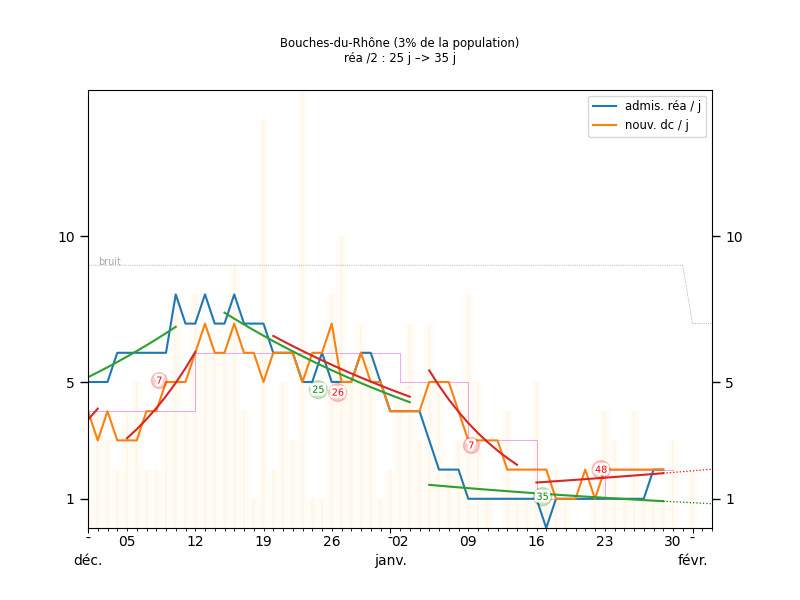 Bouches-du-Rhône (3% de la population)
réa /2 : 25 j –> 35 j
admis. réa / j
nouv. dc / j
10
10
bruit
7
5
5
25
26
7
48
35
1
1
- 05 12 19 26 - 02 09 16 23 30 -
déc. janv. févr.